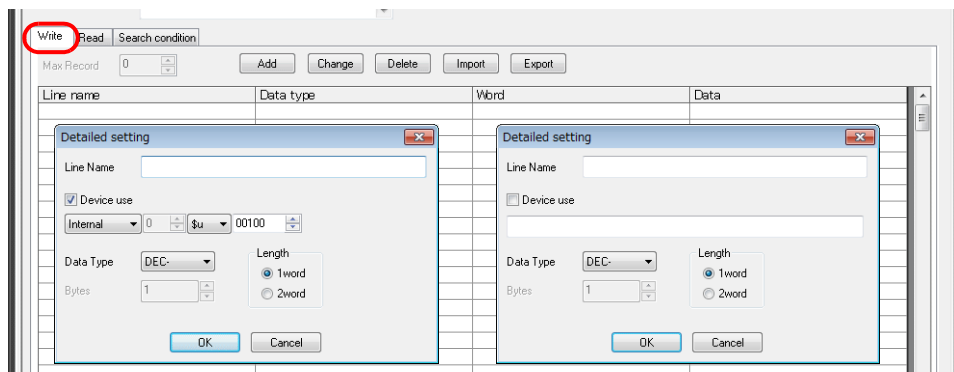 Write Read Search condition
Max Record 0 Add Change Delete Import Export
Line name Data type Word Data
Detailed setting
Line Name
Device use
Internal 0 $u 00100
Data Type DEC- Length
1word
Bytes 1 2word
OK Cancel
Detailed setting
Line Name
Device use
Data Type DEC- Length
1word
Bytes 1 2word
OK Cancel